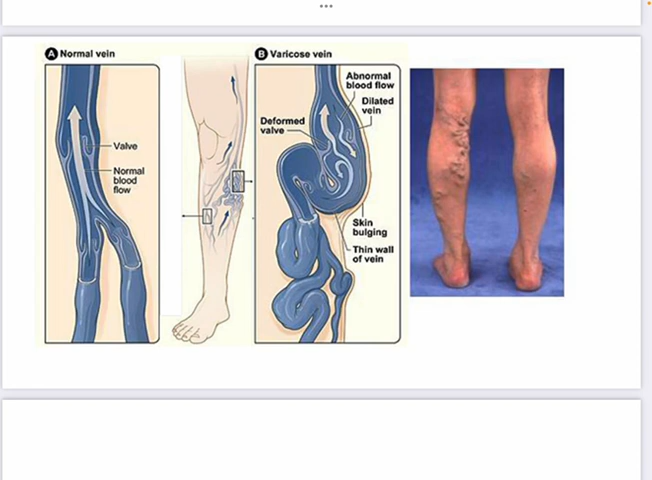 A Normal vein
Valve
Normal
blood
flow
B Varicose vein
Abnormal
blood flow
Dilated
vein
Deformed
valve
Skin
bulging
Thin wall
of vein